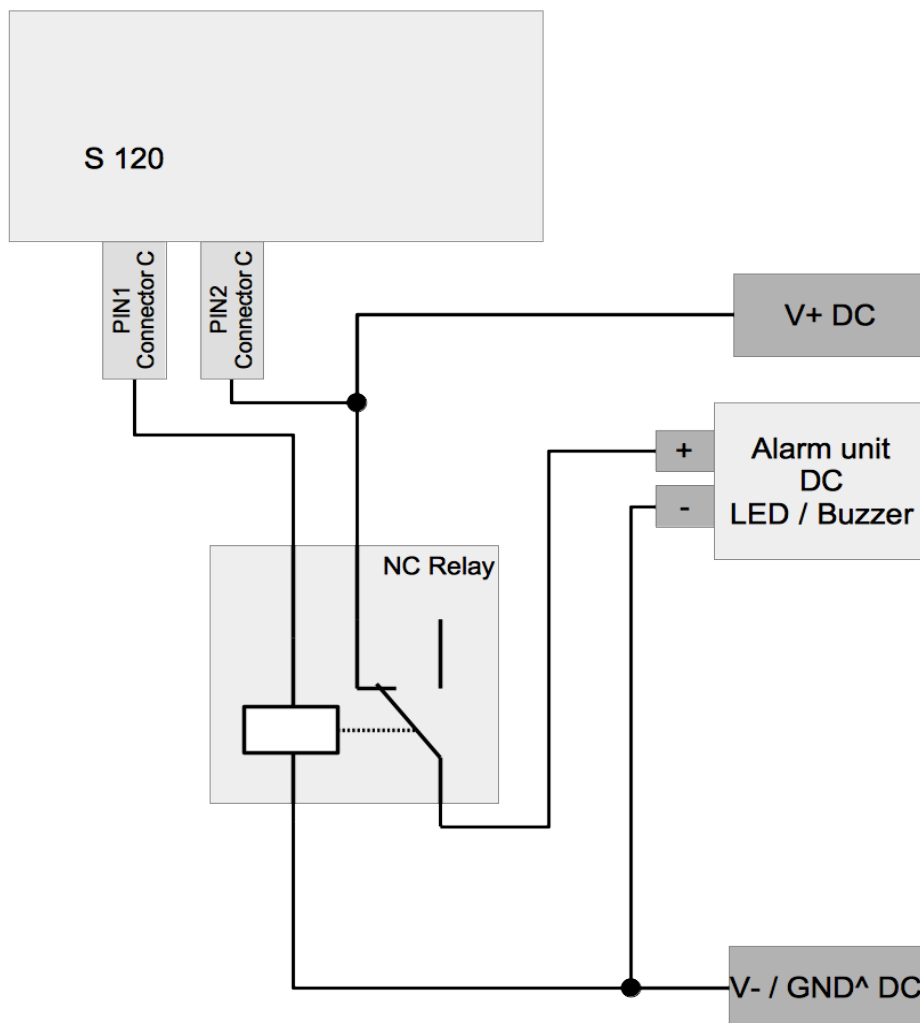 S 120
PIN1
Connector C
PIN2
Connector C
V+ DC
+
-
Alarm unit
DC
LED / Buzzer
NC Relay
V- / GND^ DC